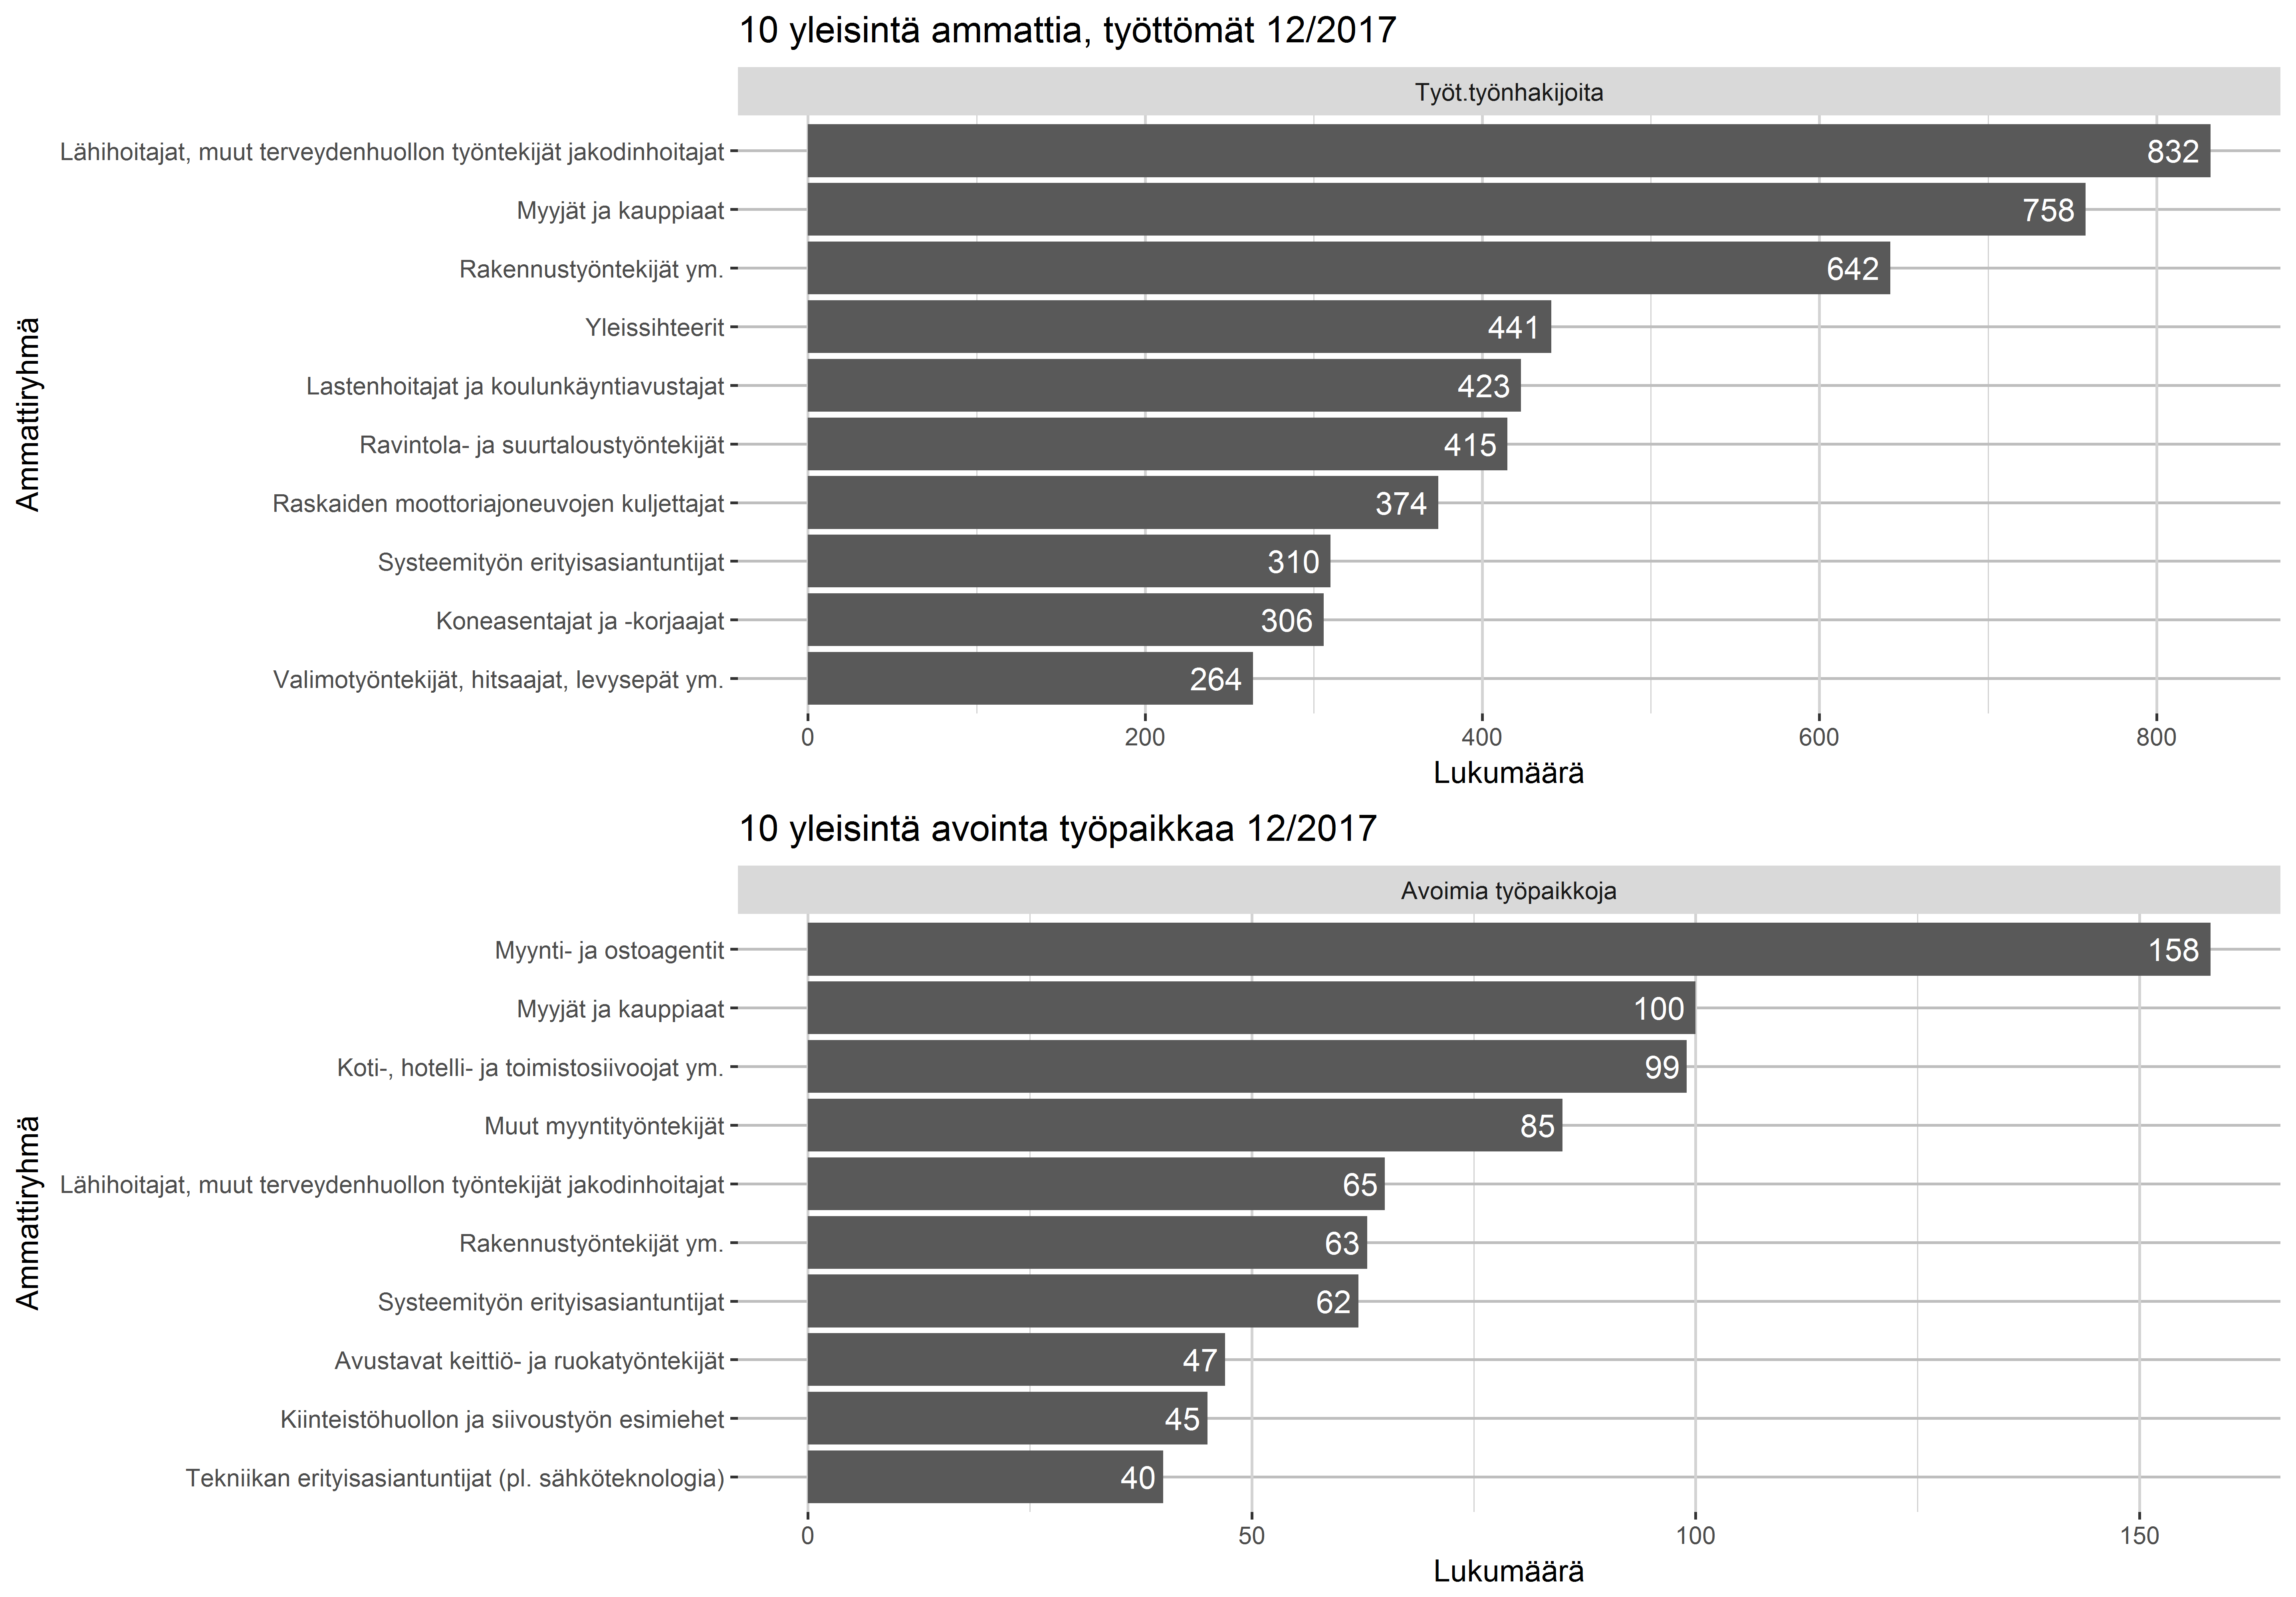 10 yleisintä ammattia, työttömät 12/2017
Työt.työnhakijoita
Ammattiryhmä
Lähihoitajat, muut terveydenhuollon työntekijät jakodinhoitajat 832
Myyjät ja kauppiaat 758
Rakennustyöntekijät ym. 642
Yleissihteerit 441
Lastenhoitajat ja koulunkäyntiavustajat 423
Ravintola- ja suurtaloustyöntekijät 415
Raskaiden moottoriajoneuvojen kuljettajat 374
Systeemityön erityisasiantuntijat 310
Koneasentajat ja -korjaajat 306
Valimotyöntekijät, hitsaajat, levysepät ym. 264
0 200 400 600 800
Lukumäärä
10 yleisintä avointa työpaikkaa 12/2017
Avoimia työpaikkoja
Ammattiryhmä
Myynti- ja ostoagentit 158
Myyjät ja kauppiaat 100
Koti-, hotelli- ja toimistosiivoojat ym. 99
Muut myyntityöntekijät 85
Lähihoitajat, muut terveydenhuollon työntekijät jakodinhoitajat 65
Rakennustyöntekijät ym. 63
Systeemityön erityisasiantuntijat 62
Avustavat keittiö- ja ruokatyöntekijät 47
Kiinteistöhuollon ja siivoustyön esimiehet 45
Tekniikan erityisasiantuntijat (pl. sähköteknologia) 40
0 50 100 150
Lukumäärä